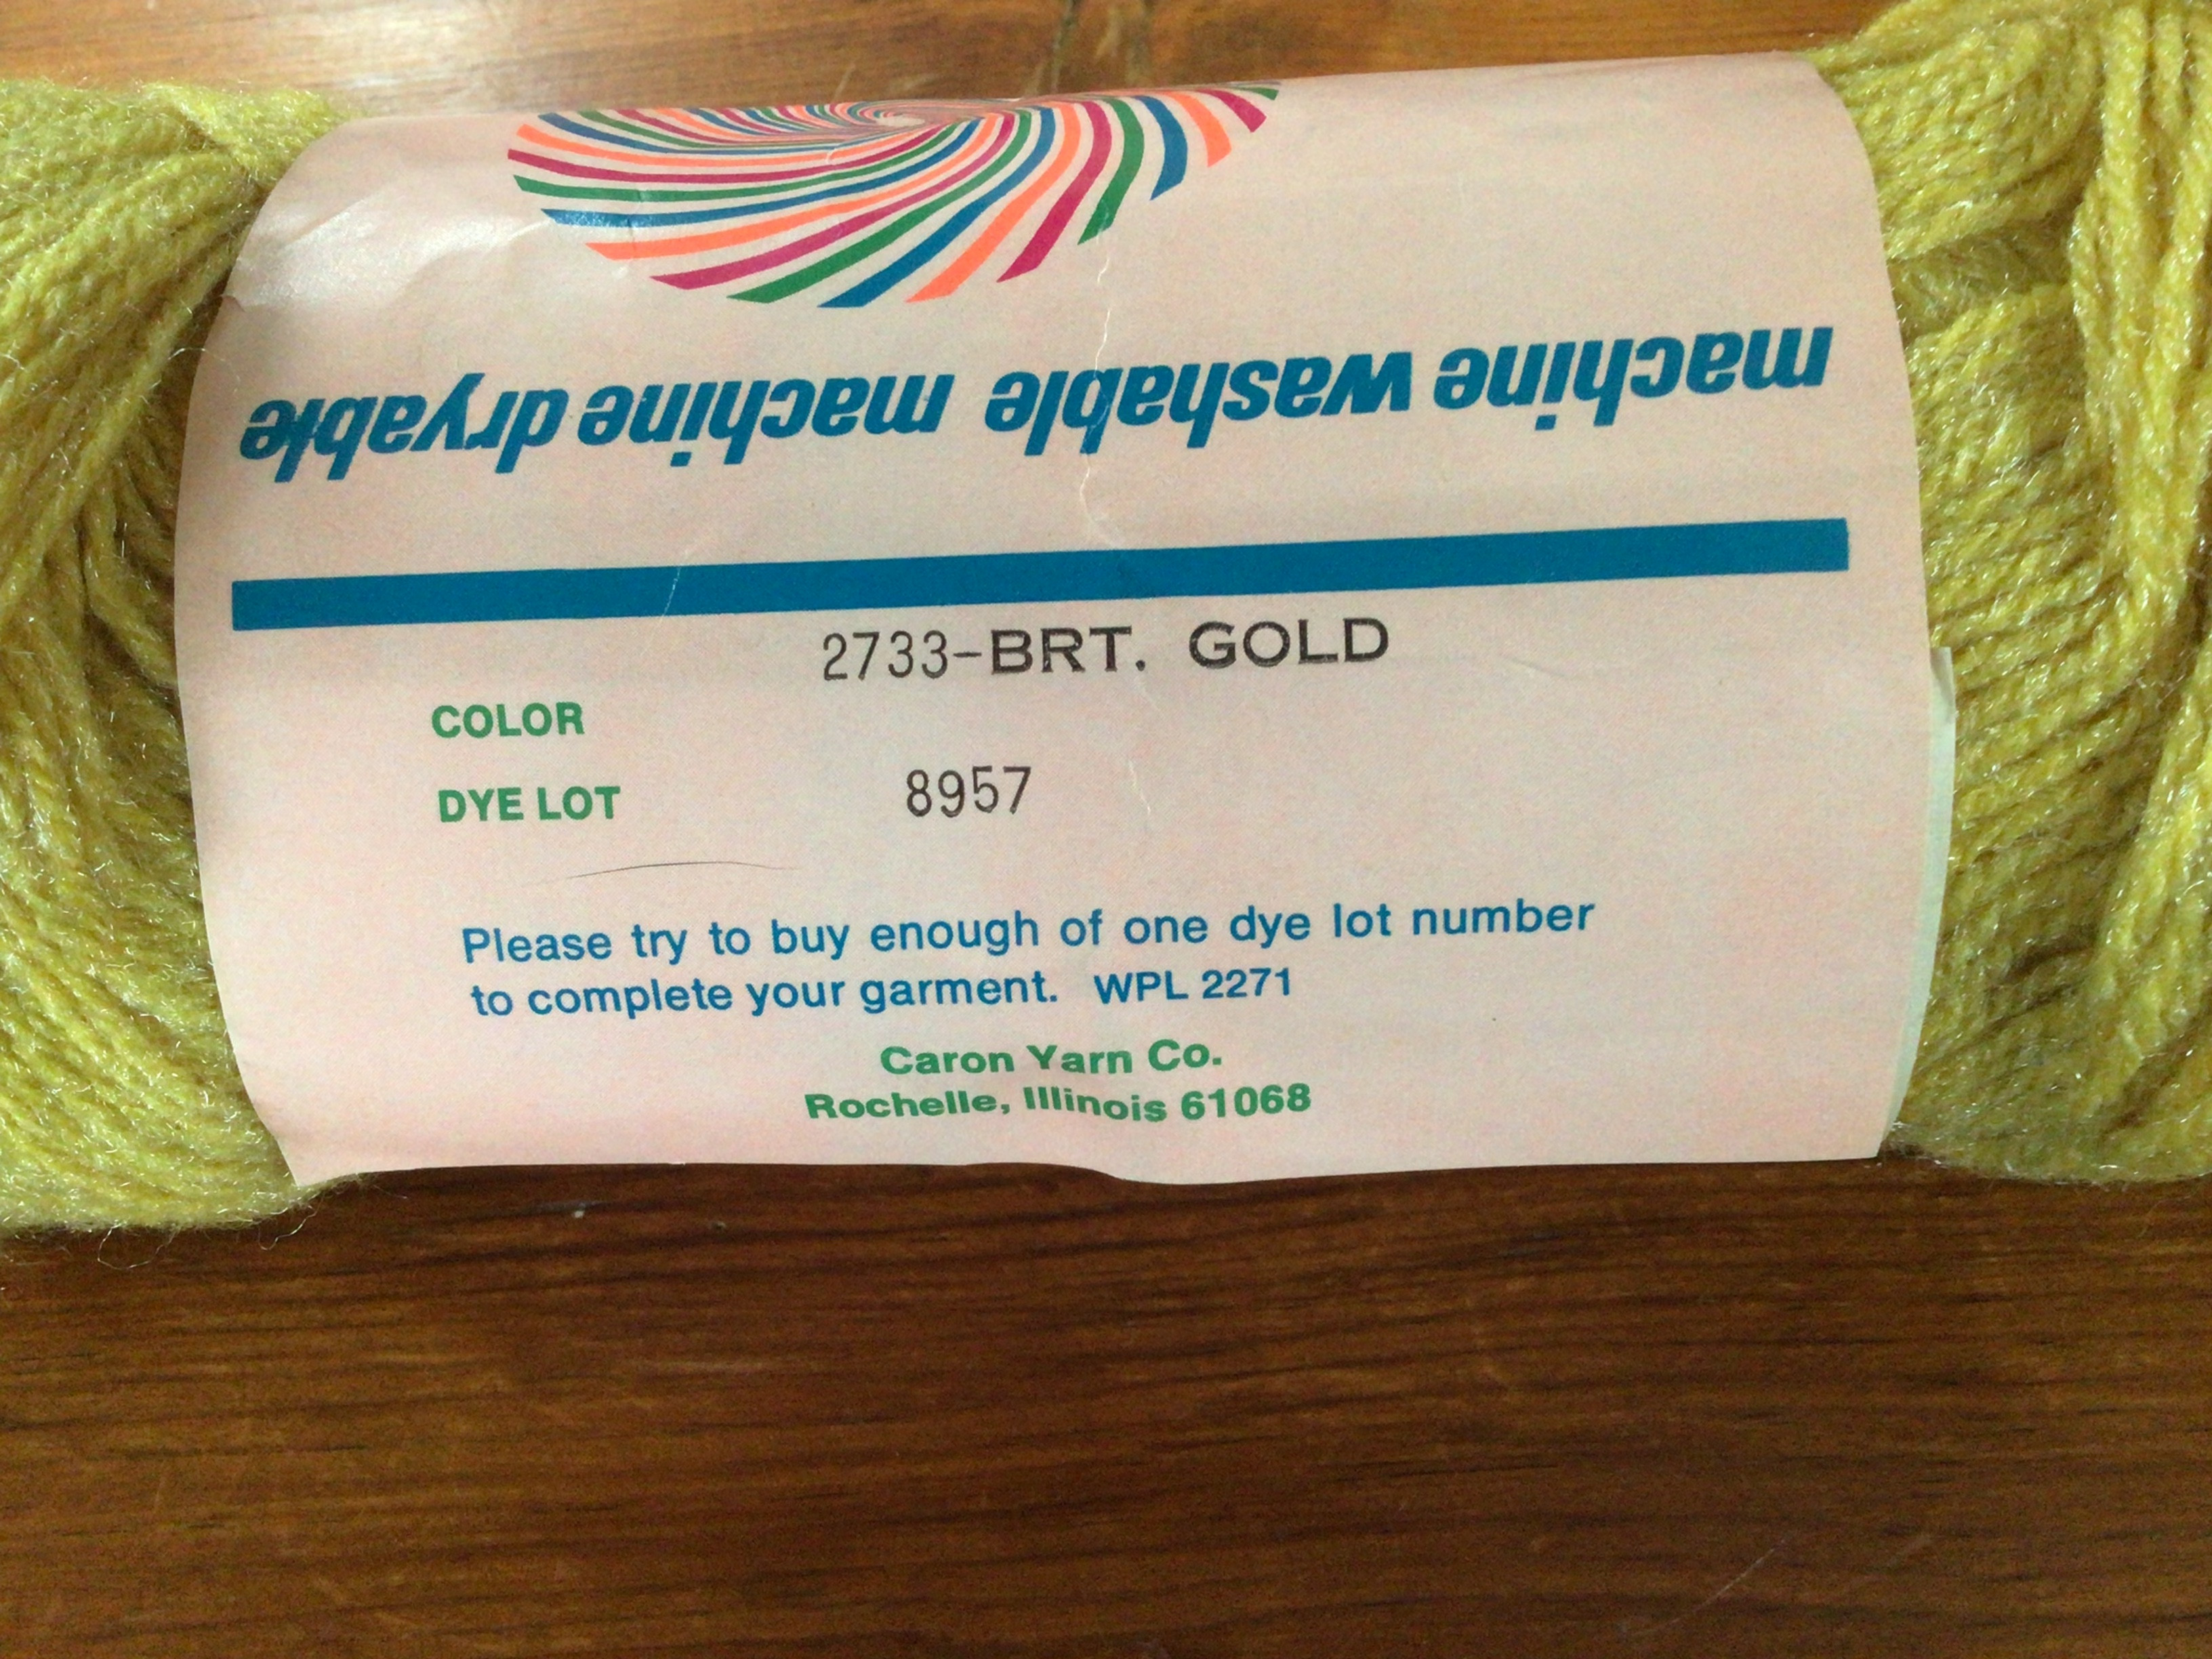 machine washable machine dryable
2733-BRT. GOLD
COLOR
DYE LOT 8957
Please try to buy enough of one dye lot number
to complete your garment. WPL 2271
Caron Yarn Co.
Rochelle, Illinois 61068